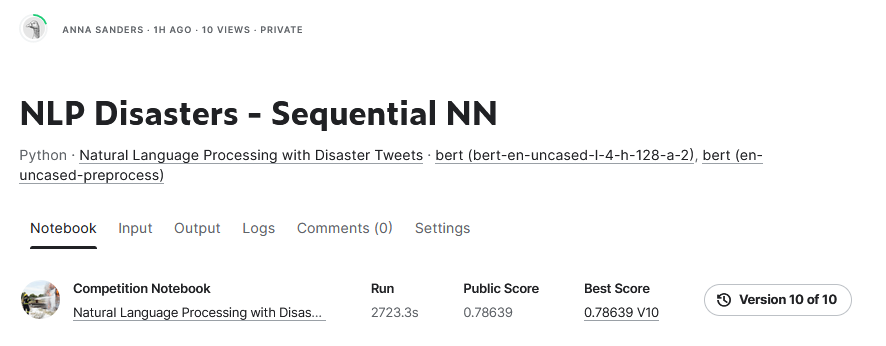 ANNA SANDERS · 1H AGO · 10 VIEWS · PRIVATE
NLP Disasters - Sequential NN
Python · Natural Language Processing with Disaster Tweets · bert (bert-en-uncased-l-4-h-128-a-2), bert (en-
uncased-preprocess)
Notebook Input Output Logs Comments (0) Settings
Competition Notebook Run Public Score Best Score
Natural Language Processing with Disas... 2723.3s 0.78639 0.78639 V10 Version 10 of 10